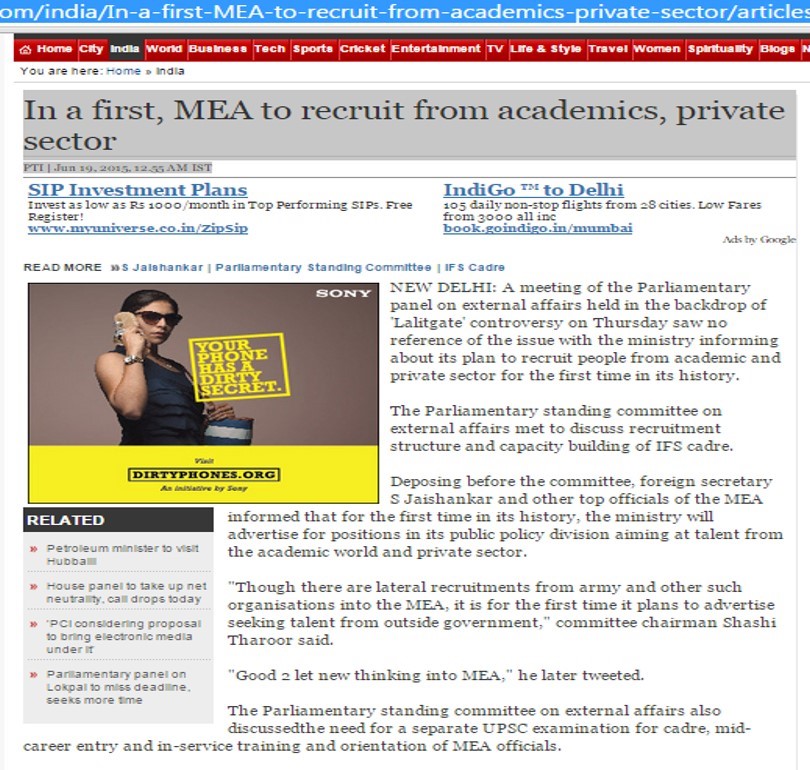 om/india/In-a-first-MEA-to-recruit-from-academics-private-sector/articles
Home City India World Business Tech Sports Cricket Entertainment TV Life & Style Travel Women Spirituality Blogs N
You are here: Home » India
In a first, MEA to recruit from academics, private
sector
PTI | Jun 19, 2015, 12.55 AM IST
SIP Investment Plans
Invest as low as Rs 1000/month in Top Performing SIPs. Free
Register!
www.myuniverse.co.in/ZipSip
IndiGo ™ to Delhi
105 daily non-stop flights from 28 cities. Low Fares
from 3000 all inc
book.goindigo.in/mumbai
Ads by Google
READ MORE »S Jaishankar | Parliamentary Standing Committee | IFS Cadre
SONY
YOUR
PHONE
HAS A
DIRTY
SECRET.
Visit
DIRTYPHONES.ORG
An initiative by Sony
NEW DELHI: A meeting of the Parliamentary
panel on external affairs held in the backdrop of
'Lalitgate' controversy on Thursday saw no
reference of the issue with the ministry informing
about its plan to recruit people from academic and
private sector for the first time in its history.
The Parliamentary standing committee on
external affairs met to discuss recruitment
structure and capacity building of IFS cadre.
Deposing before the committee, foreign secretary
S Jaishankar and other top officials of the MEA
informed that for the first time in its history, the ministry will
advertise for positions in its public policy division aiming at talent from
the academic world and private sector.
"Though there are lateral recruitments from army and other such
organisations into the MEA, it is for the first time it plans to advertise
seeking talent from outside government," committee chairman Shashi
Tharoor said.
"Good 2 let new thinking into MEA," he later tweeted.
The Parliamentary standing committee on external affairs also
discussedthe need for a separate UPSC examination for cadre, mid-
career entry and in-service training and orientation of MEA officials.
RELATED
» Petroleum minister to visit
Hubballi
» House panel to take up net
neutrality, call drops today
» 'PCI considering proposal
to bring electronic media
under it'
» Parliamentary panel on
Lokpal to miss deadline,
seeks more time